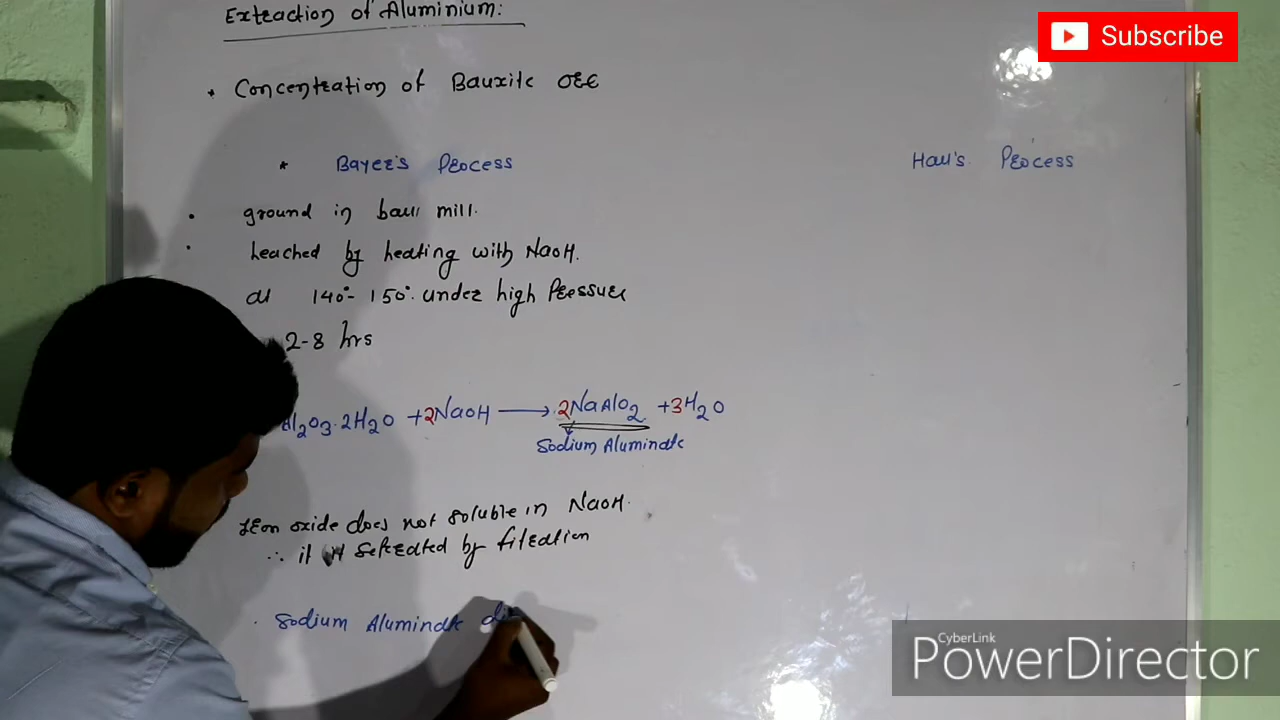 Extraction of Aluminium:
Subscribe
* Concentration of Bauxite ore
* Bayer's Process
Hall's Process
• ground in ball mill.
• Leached by heating with NaOH.
at 140°- 150°. under high Pressure
2-8 hrs
Al2O3.2H2O + 2NaOH → 2NaAlO2 + 3H2O
Sodium Aluminate
Iron oxide does not soluble in NaOH.
∴ it is seperated by filtration
. Sodium Aluminate
CyberLink
PowerDirector